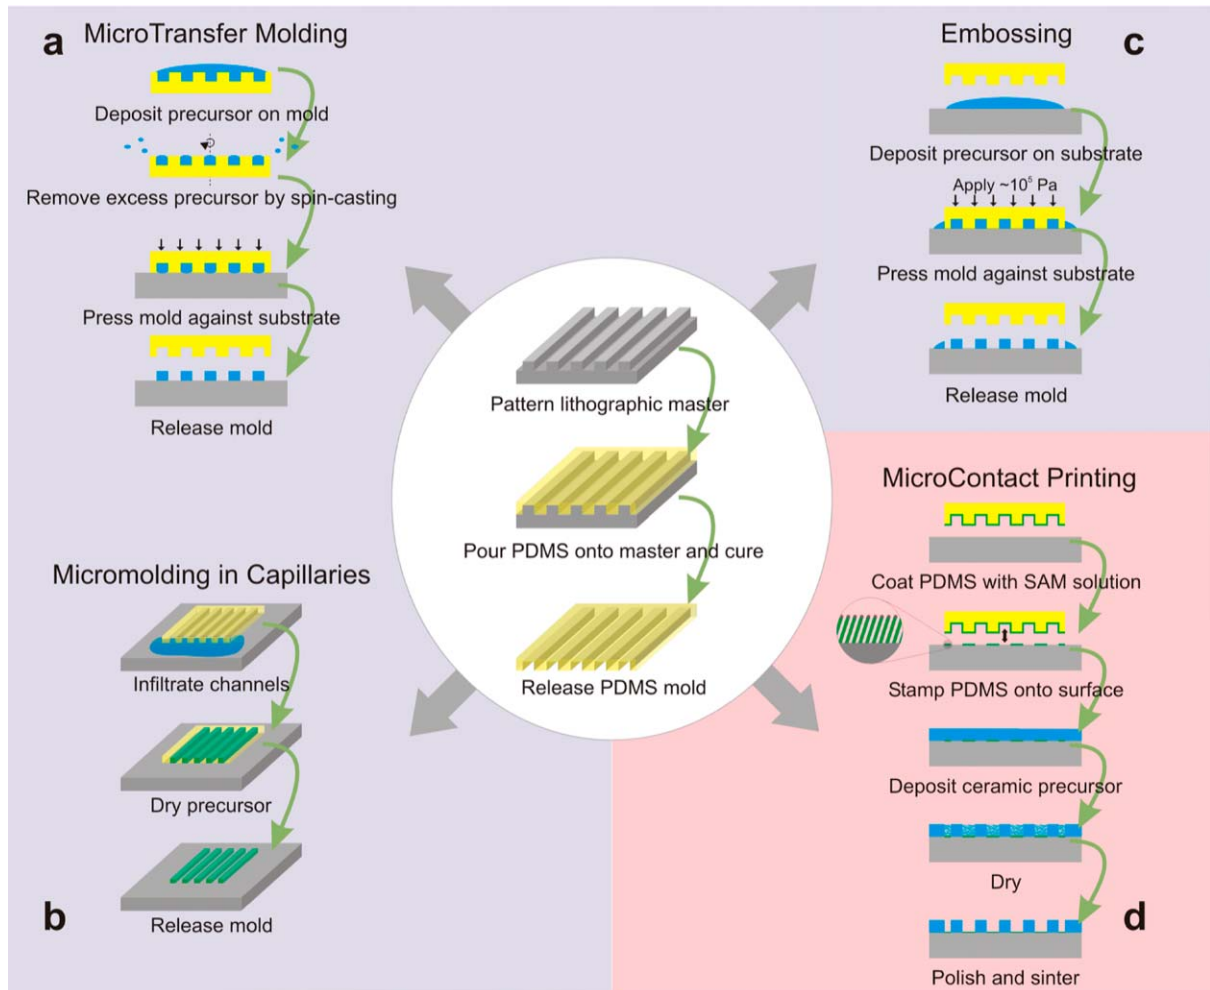 a
MicroTransfer Molding
Deposit precursor on mold
Remove excess precursor by spin-casting
Press mold against substrate
Release mold
Embossing
c
Deposit precursor on substrate
Apply ~10⁵ Pa
Press mold against substrate
Release mold
Pattern lithographic master
Pour PDMS onto master and cure
Release PDMS mold
Micromolding in Capillaries
Infiltrate channels
Dry precursor
Release mold
b
MicroContact Printing
Coat PDMS with SAM solution
Stamp PDMS onto surface
Deposit ceramic precursor
Dry
Polish and sinter
d